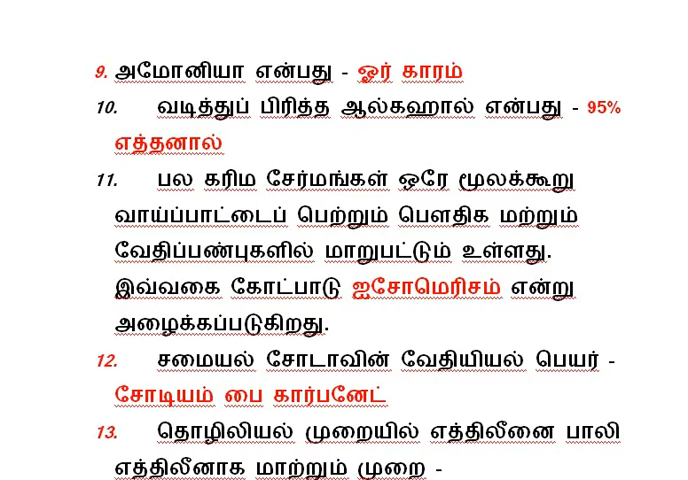 9. அமோனியா என்பது - ஓர் காரம்
10. வடித்துப் பிரித்த ஆல்கஹால் என்பது - 95%
எத்தனால்
11. பல கரிம சேர்மங்கள் ஒரே மூலக்கூறு
வாய்ப்பாட்டைப் பெற்றும் பௌதிக மற்றும்
வேதிப்பண்புகளில் மாறுபட்டும் உள்ளது.
இவ்வகை கோட்பாடு ஐசோமெரிசம் என்று
அழைக்கப்படுகிறது.
12. சமையல் சோடாவின் வேதியியல் பெயர் -
சோடியம் பை கார்பனேட்
13. தொழிலியல் முறையில் எத்திலீனை பாலி
எத்திலீனாக மாற்றும் முறை -